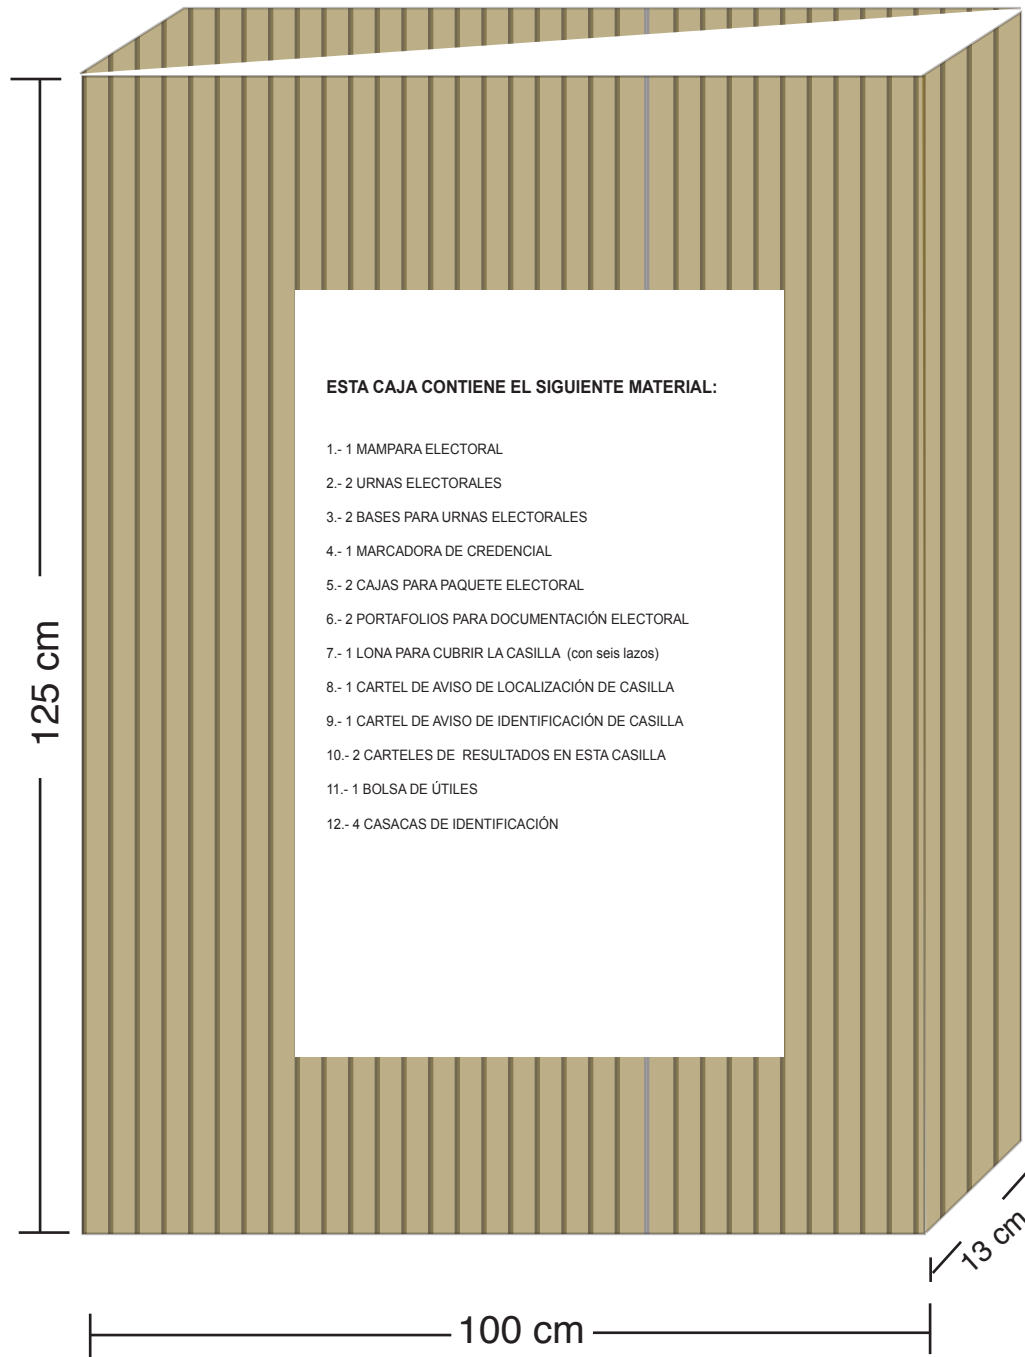 ESTA CAJA CONTIENE EL SIGUIENTE MATERIAL:
1.- 1 MAMPARA ELECTORAL
2.- 2 URNAS ELECTORALES
3.- 2 BASES PARA URNAS ELECTORALES
4.- 1 MARCADORA DE CREDENCIAL
5.- 2 CAJAS PARA PAQUETE ELECTORAL
6.- 2 PORTAFOLIOS PARA DOCUMENTACIÓN ELECTORAL
7.- 1 LONA PARA CUBRIR LA CASILLA (con seis lazos)
8.- 1 CARTEL DE AVISO DE LOCALIZACIÓN DE CASILLA
9.- 1 CARTEL DE AVISO DE IDENTIFICACIÓN DE CASILLA
10.- 2 CARTELES DE RESULTADOS EN ESTA CASILLA
11.- 1 BOLSA DE ÚTILES
12.- 4 CASACAS DE IDENTIFICACIÓN
125 cm
13 cm
100 cm